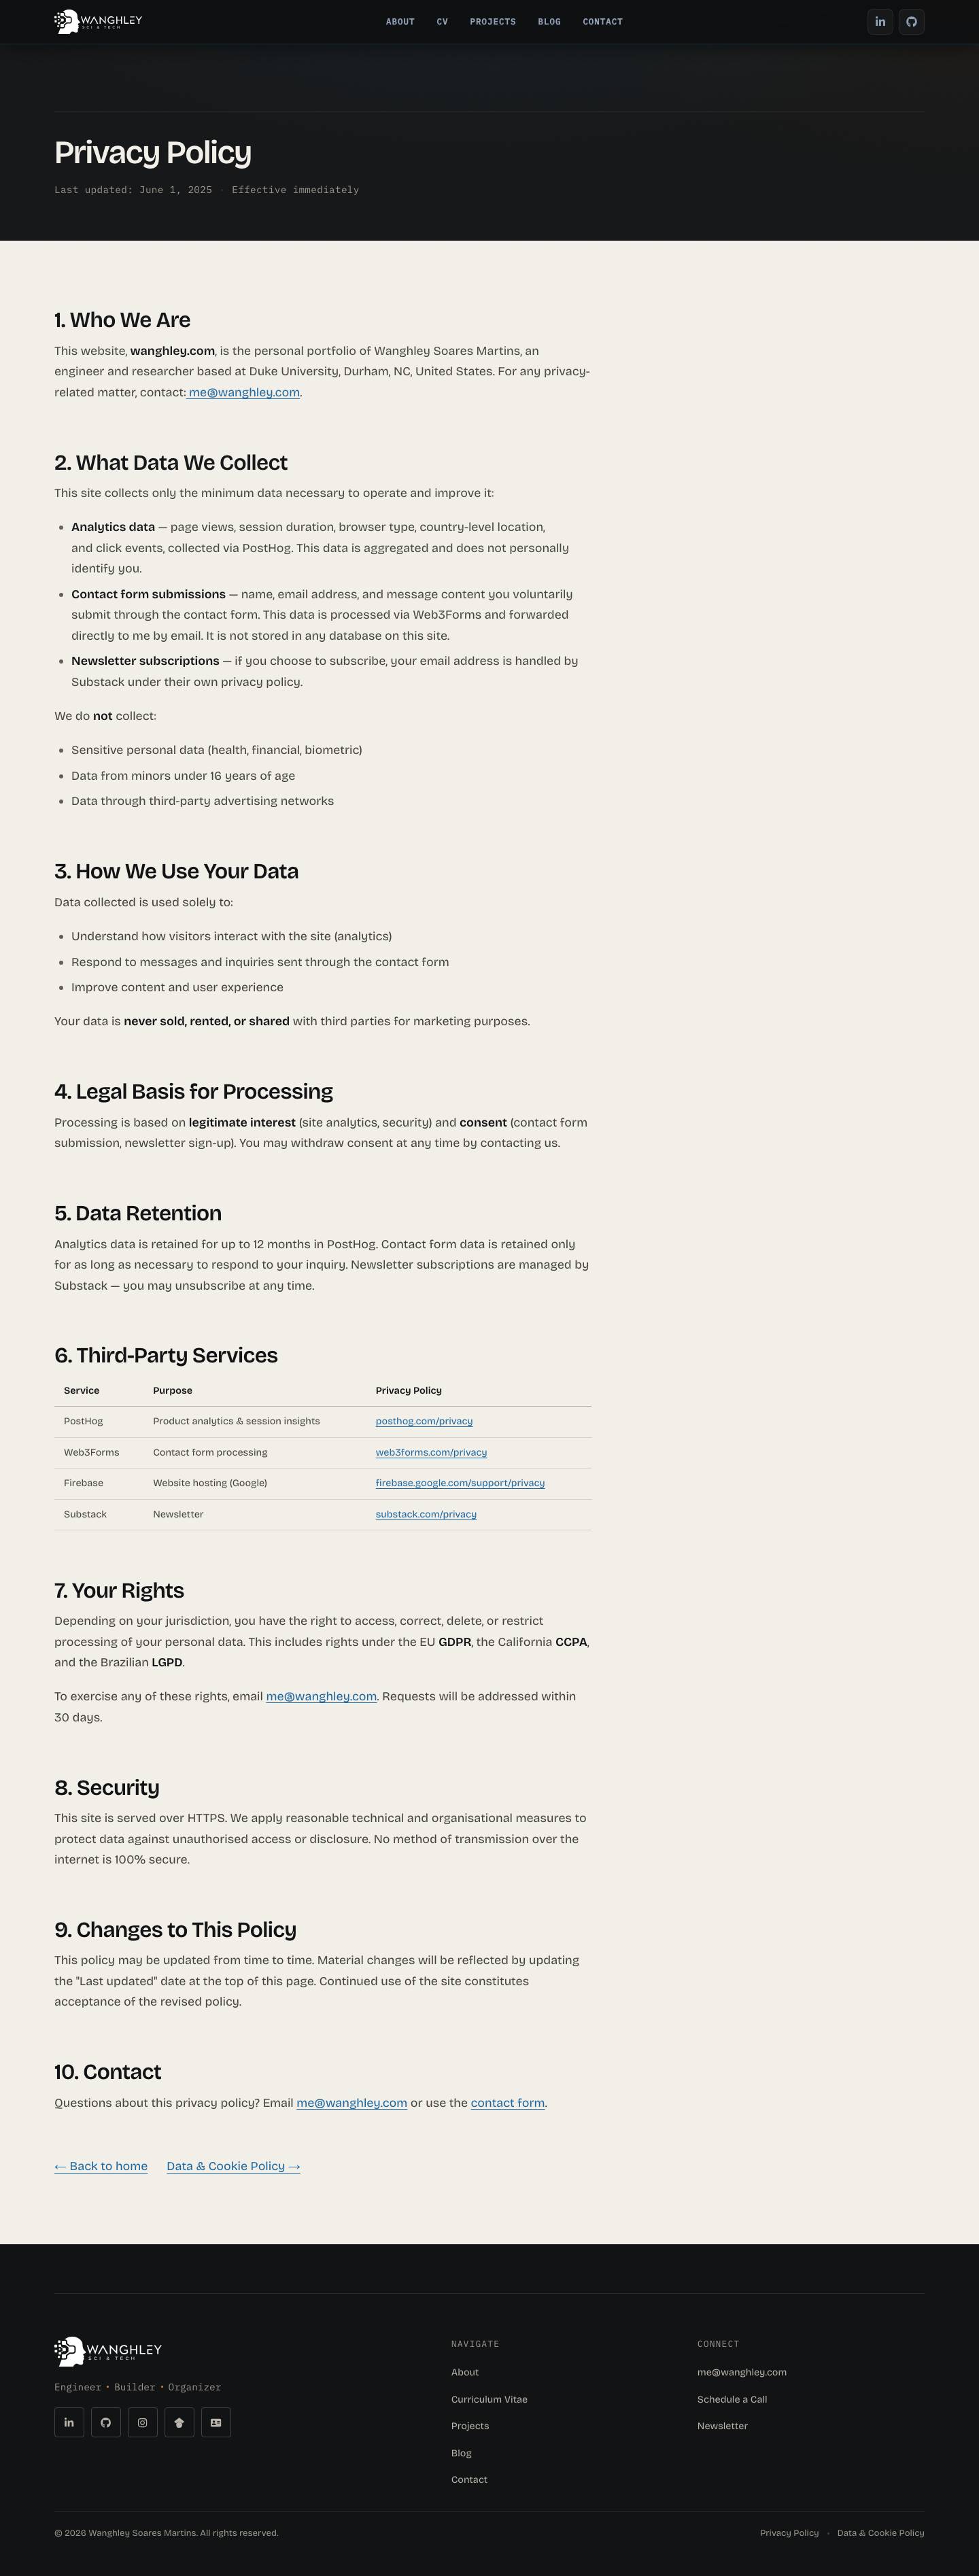 WANGHLEY
SCI & TECH
ABOUT
CV
PROJECTS
BLOG
CONTACT
Privacy Policy
Last updated: June 1, 2025 · Effective immediately
1. Who We Are
This website, wanghley.com, is the personal portfolio of Wanghley Soares Martins, an
engineer and researcher based at Duke University, Durham, NC, United States. For any privacy-
related matter, contact: me@wanghley.com.
2. What Data We Collect
This site collects only the minimum data necessary to operate and improve it:
• Analytics data — page views, session duration, browser type, country-level location,
and click events, collected via PostHog. This data is aggregated and does not personally
identify you.
• Contact form submissions — name, email address, and message content you voluntarily
submit through the contact form. This data is processed via Web3Forms and forwarded
directly to me by email. It is not stored in any database on this site.
• Newsletter subscriptions — if you choose to subscribe, your email address is handled by
Substack under their own privacy policy.
We do not collect:
• Sensitive personal data (health, financial, biometric)
• Data from minors under 16 years of age
• Data through third-party advertising networks
3. How We Use Your Data
Data collected is used solely to:
• Understand how visitors interact with the site (analytics)
• Respond to messages and inquiries sent through the contact form
• Improve content and user experience
Your data is never sold, rented, or shared with third parties for marketing purposes.
4. Legal Basis for Processing
Processing is based on legitimate interest (site analytics, security) and consent (contact form
submission, newsletter sign-up). You may withdraw consent at any time by contacting us.
5. Data Retention
Analytics data is retained for up to 12 months in PostHog. Contact form data is retained only
for as long as necessary to respond to your inquiry. Newsletter subscriptions are managed by
Substack — you may unsubscribe at any time.
6. Third-Party Services
Service Purpose Privacy Policy
PostHog Product analytics & session insights posthog.com/privacy
Web3Forms Contact form processing web3forms.com/privacy
Firebase Website hosting (Google) firebase.google.com/support/privacy
Substack Newsletter substack.com/privacy
7. Your Rights
Depending on your jurisdiction, you have the right to access, correct, delete, or restrict
processing of your personal data. This includes rights under the EU GDPR, the California CCPA,
and the Brazilian LGPD.
To exercise any of these rights, email me@wanghley.com. Requests will be addressed within
30 days.
8. Security
This site is served over HTTPS. We apply reasonable technical and organisational measures to
protect data against unauthorised access or disclosure. No method of transmission over the
internet is 100% secure.
9. Changes to This Policy
This policy may be updated from time to time. Material changes will be reflected by updating
the "Last updated" date at the top of this page. Continued use of the site constitutes
acceptance of the revised policy.
10. Contact
Questions about this privacy policy? Email me@wanghley.com or use the contact form.
← Back to home Data & Cookie Policy →
WANGHLEY
SCI & TECH
Engineer • Builder • Organizer
NAVIGATE
About
Curriculum Vitae
Projects
Blog
Contact
CONNECT
me@wanghley.com
Schedule a Call
Newsletter
© 2026 Wanghley Soares Martins. All rights reserved.
Privacy Policy · Data & Cookie Policy